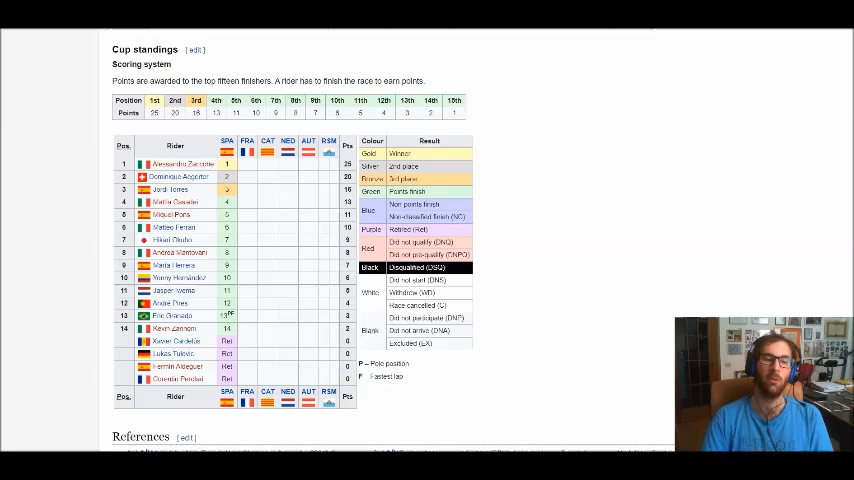 Cup standings [ edit ]
Scoring system
Points are awarded to the top fifteen finishers. A rider has to finish the race to earn points.
Position 1st 2nd 3rd 4th 5th 6th 7th 8th 9th 10th 11th 12th 13th 14th 15th
Points 25 20 16 13 11 10 9 8 7 6 5 4 3 2 1
Pos. Rider SPA FRA CAT NED AUT RSM Pts
1 Alessandro Zaccone 1 25
2 Dominique Aegerter 2 20
3 Jordi Torres 3 16
4 Mattia Casadei 4 13
5 Miquel Pons 5 11
6 Matteo Ferrari 6 10
7 Hikari Okubo 7 9
8 Andrea Mantovani 8 8
9 María Herrera 9 7
10 Yonny Hernández 10 6
11 Jasper Iwema 11 5
12 André Pires 12 4
13 Eric Granado 13PF 3
14 Kevin Zannoni 14 2
Xavier Cardelús Ret 0
Lukas Tulovic Ret 0
Fermín Aldeguer Ret 0
Corentin Perolari Ret 0
Pos. Rider SPA FRA CAT NED AUT RSM Pts
Colour Result
Gold Winner
Silver 2nd place
Bronze 3rd place
Green Points finish
Blue Non points finish
Non-classified finish (NC)
Purple Retired (Ret)
Red Did not qualify (DNQ)
Did not pre-qualify (DNPQ)
Black Disqualified (DSQ)
White Did not start (DNS)
Withdrew (WD)
Race cancelled (C)
Blank Did not participate (DNP)
Did not arrive (DNA)
Excluded (EX)
P – Pole position
F Fastest lap
References [ edit ]